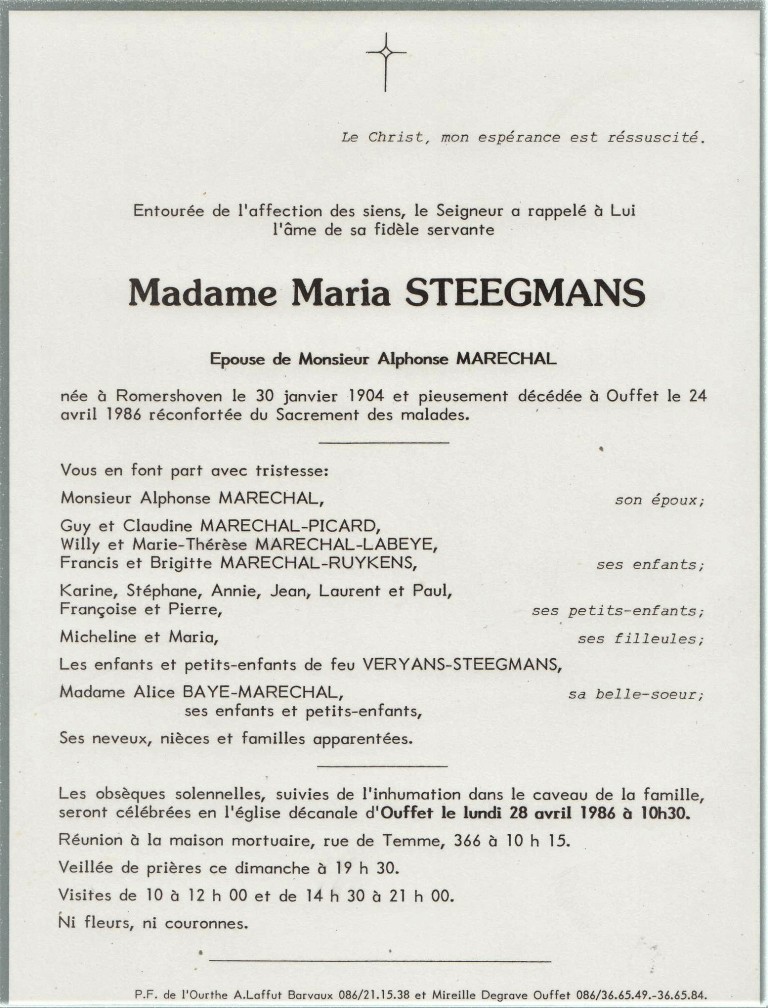 Le Christ, mon espérance est réssuscité.
Entourée de l'affection des siens, le Seigneur a rappelé à Lui
l'âme de sa fidèle servante
Madame Maria STEEGMANS
Epouse de Monsieur Alphonse MARECHAL
née à Romershoven le 30 janvier 1904 et pieusement décédée à Ouffet le 24
avril 1986 réconfortée du Sacrement des malades.
Vous en font part avec tristesse:
Monsieur Alphonse MARECHAL, son époux;
Guy et Claudine MARECHAL-PICARD,
Willy et Marie-Thérèse MARECHAL-LABEYE,
Francis et Brigitte MARECHAL-RUYKENS, ses enfants;
Karine, Stéphane, Annie, Jean, Laurent et Paul,
Françoise et Pierre, ses petits-enfants;
Micheline et Maria, ses filleules;
Les enfants et petits-enfants de feu VERYANS-STEEGMANS,
Madame Alice BAYE-MARECHAL, sa belle-soeur;
ses enfants et petits-enfants,
Ses neveux, nièces et familles apparentées.
Les obsèques solennelles, suivies de l'inhumation dans le caveau de la famille,
seront célébrées en l'église décanale d'Ouffet le lundi 28 avril 1986 à 10h30.
Réunion à la maison mortuaire, rue de Temme, 366 à 10 h 15.
Veillée de prières ce dimanche à 19 h 30.
Visites de 10 à 12 h 00 et de 14 h 30 à 21 h 00.
Ni fleurs, ni couronnes.
P.F. de l'Ourthe A.Laffut Barvaux 086/21.15.38 et Mireille Degrave Ouffet 086/36.65.49.-36.65.84.